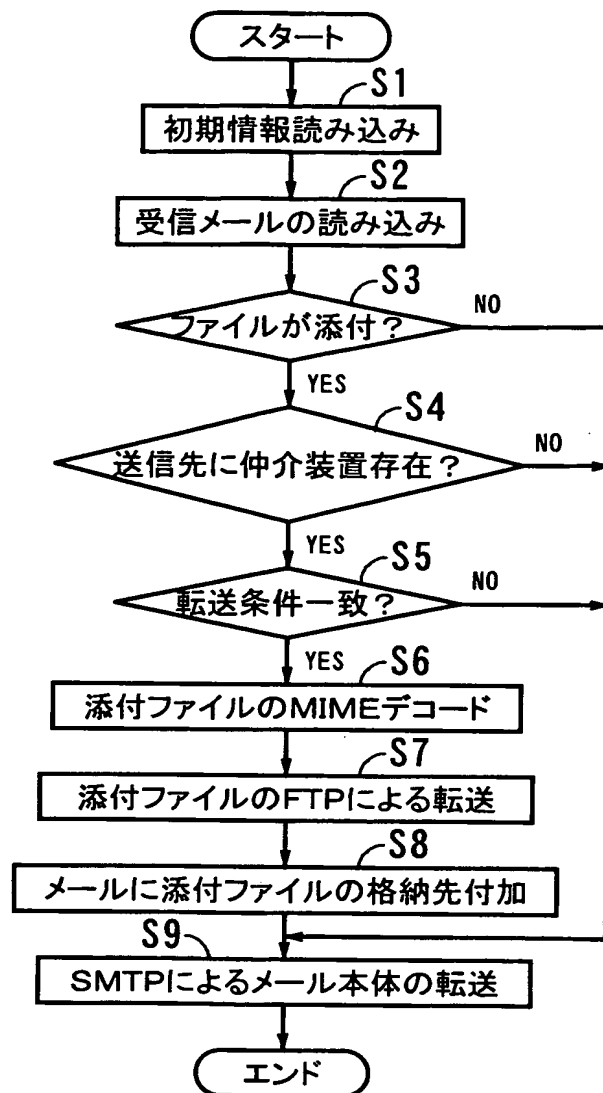 スタート
S1
初期情報読み込み
S2
受信メールの読み込み
S3
ファイルが添付?
NO
YES
S4
送信先に仲介装置存在?
NO
YES
S5
転送条件一致?
NO
YES
S6
添付ファイルのMIMEデコード
S7
添付ファイルのFTPによる転送
S8
メールに添付ファイルの格納先付加
S9
SMTPによるメール本体の転送
エンド